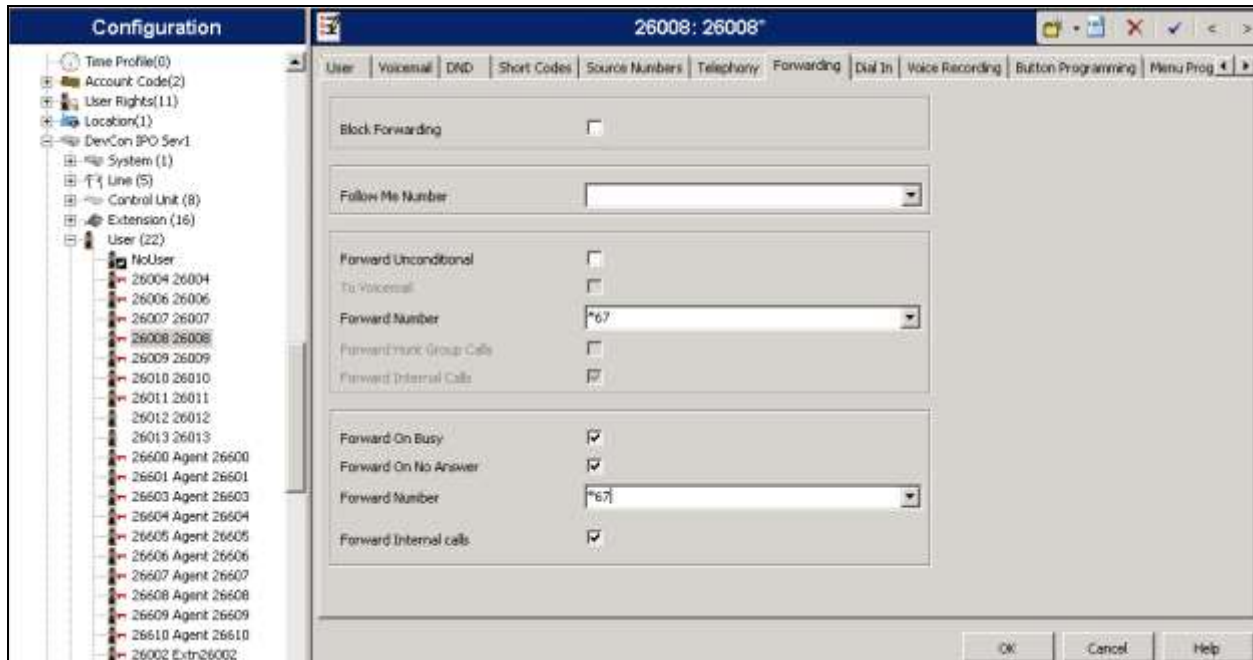 Configuration
Time Profile(0)
Account Code(2)
User Rights(11)
Location(1)
DevCon IPO Sev1
System (1)
Line (5)
Control Unit (8)
Extension (16)
User (22)
NoUser
26004 26004
26006 26006
26007 26007
26008 26008
26009 26009
26010 26010
26011 26011
26012 26012
26013 26013
26600 Agent 26600
26601 Agent 26601
26603 Agent 26603
26604 Agent 26604
26605 Agent 26605
26606 Agent 26606
26607 Agent 26607
26608 Agent 26608
26609 Agent 26609
26610 Agent 26610
26002 Extn26002
26008: 26008*
User Voicemail DND Short Codes Source Numbers Telephony Forwarding Dial In Voice Recording Button Programming Menu Prog
Block Forwarding
Follow Me Number
Forward Unconditional
To Voicemail
Forward Number *67
Forward Hunt Group Calls
Forward Internal Calls
Forward On Busy
Forward On No Answer
Forward Number *67
Forward Internal calls
OK Cancel Help